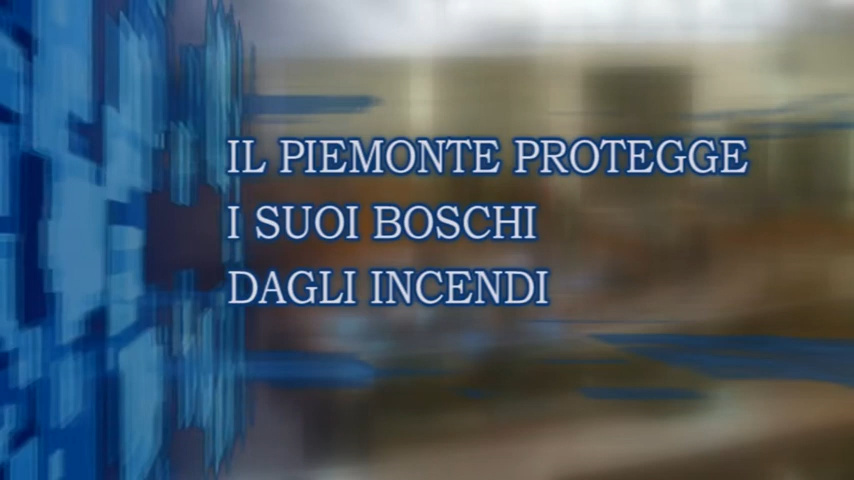 IL PIEMONTE PROTEGGE
I SUOI BOSCHI
DAGLI INCENDI